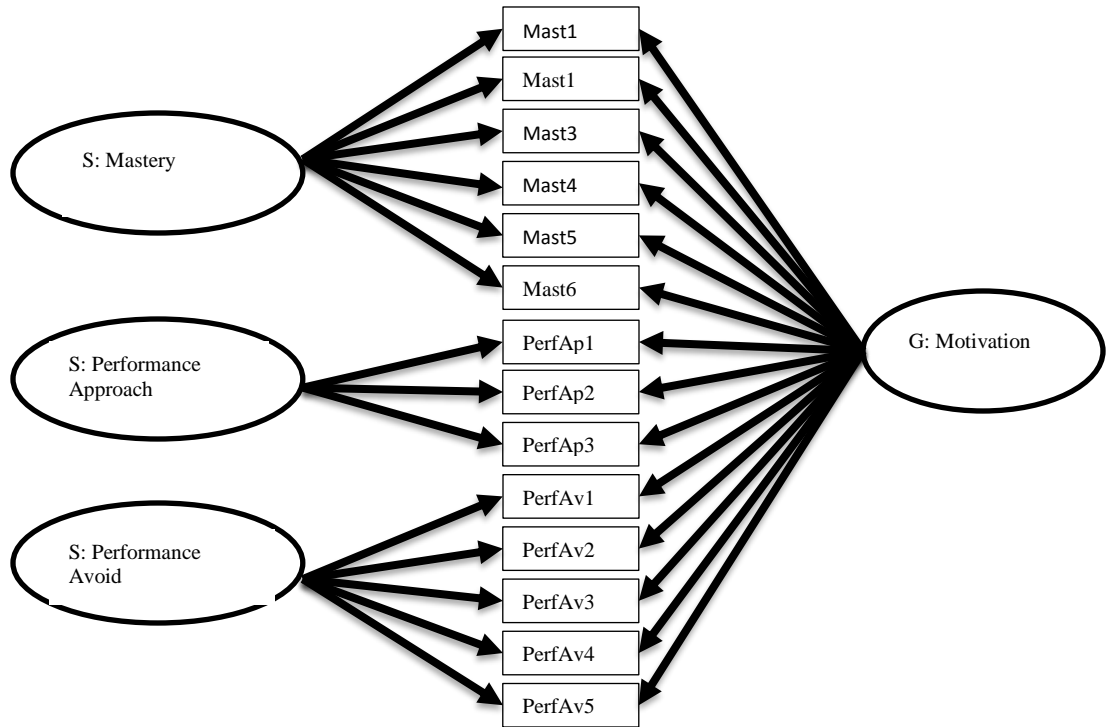 Mast1
Mast1
Mast3
S: Mastery
Mast4
Mast5
Mast6
G: Motivation
PerfAp1
S: Performance
Approach
PerfAp2
PerfAp3
PerfAv1
S: Performance
Avoid
PerfAv2
PerfAv3
PerfAv4
PerfAv5